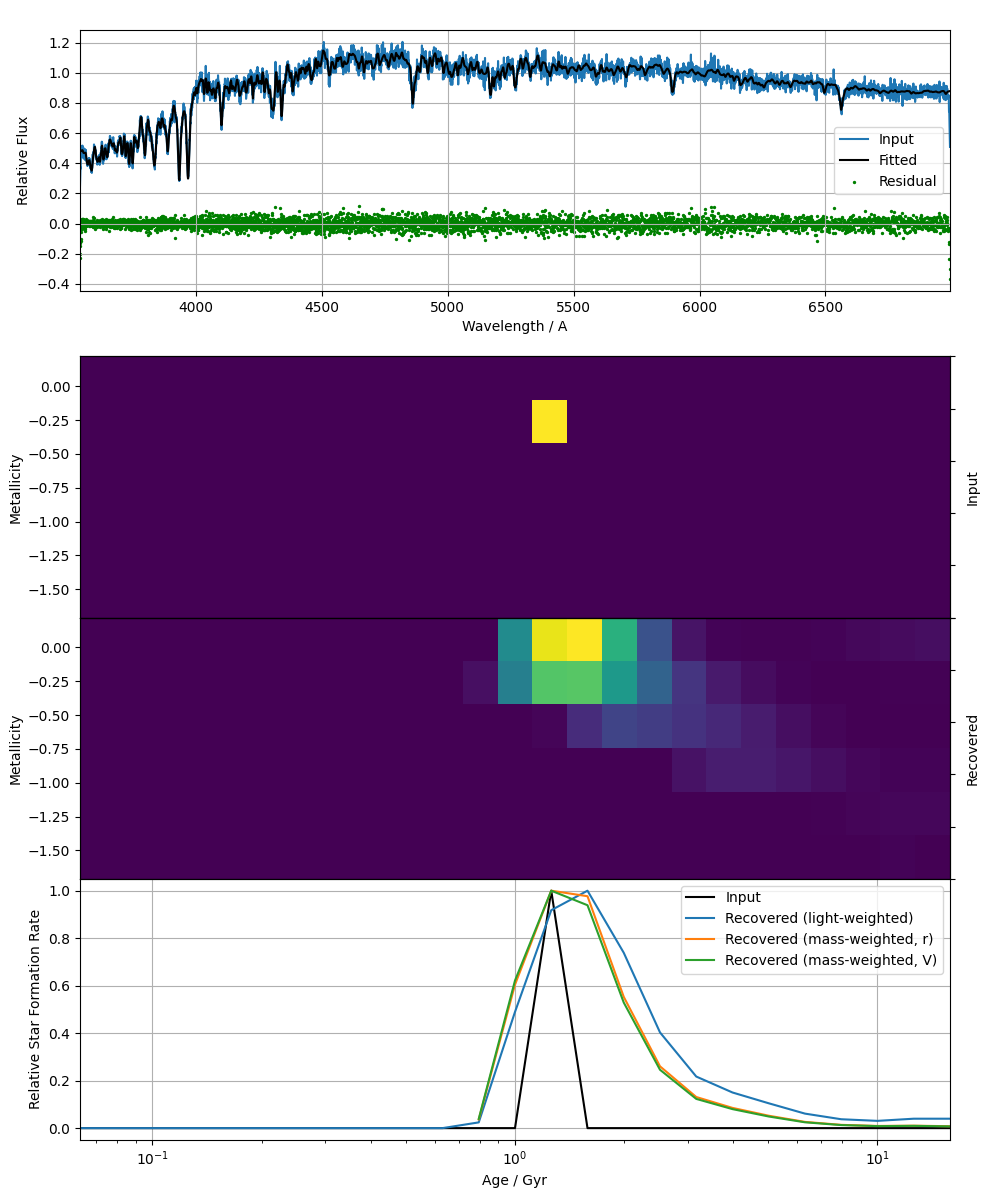 1.2
1.0
0.8
0.6
0.4
0.2
0.0
−0.2
−0.4
Relative Flux
Input
Fitted
Residual
4000 4500 5000 5500 6000 6500
Wavelength / A
0.00
−0.25
−0.50
−0.75
−1.00
−1.25
−1.50
Metallicity
Input
0.00
−0.25
−0.50
−0.75
−1.00
−1.25
−1.50
Metallicity
Recovered
1.0
0.8
0.6
0.4
0.2
0.0
Relative Star Formation Rate
Input
Recovered (light-weighted)
Recovered (mass-weighted, r)
Recovered (mass-weighted, V)
10⁻¹ 10⁰ 10¹
Age / Gyr